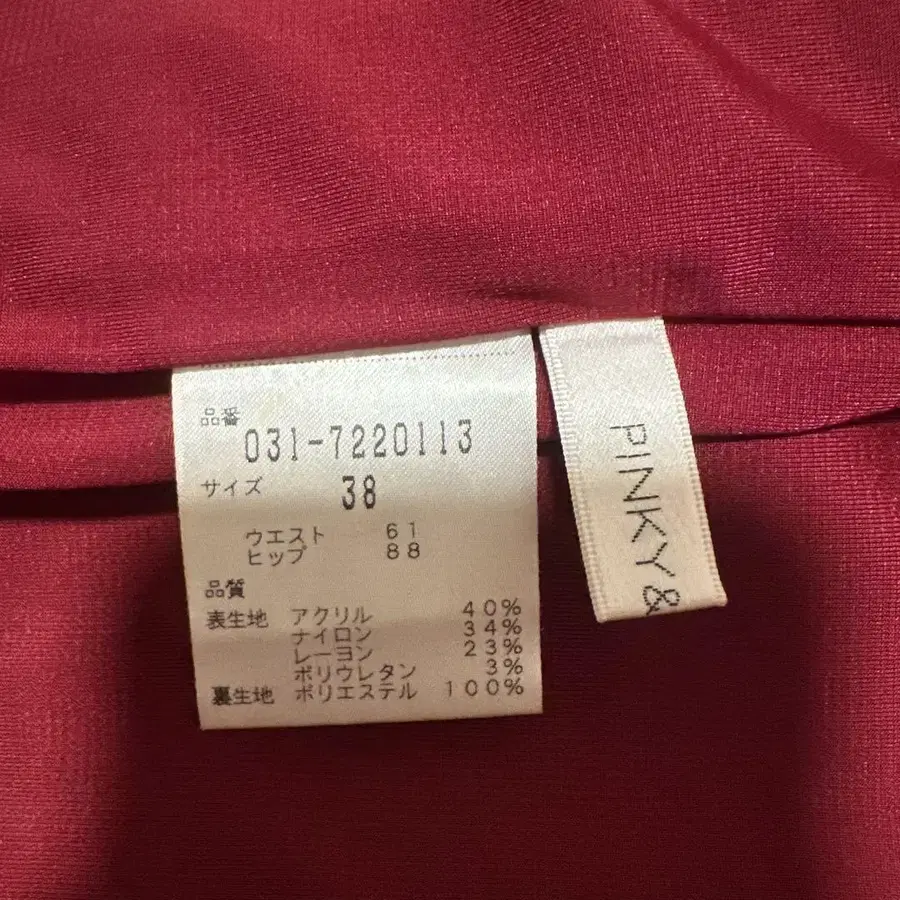 品番
031-7220113
サイズ 38
ウエスト 61
ヒップ 88
品質
表生地 アクリル 40%
ナイロン 34%
レーヨン 23%
ポリウレタン 3%
裏生地 ポリエステル 100%
PINKY&